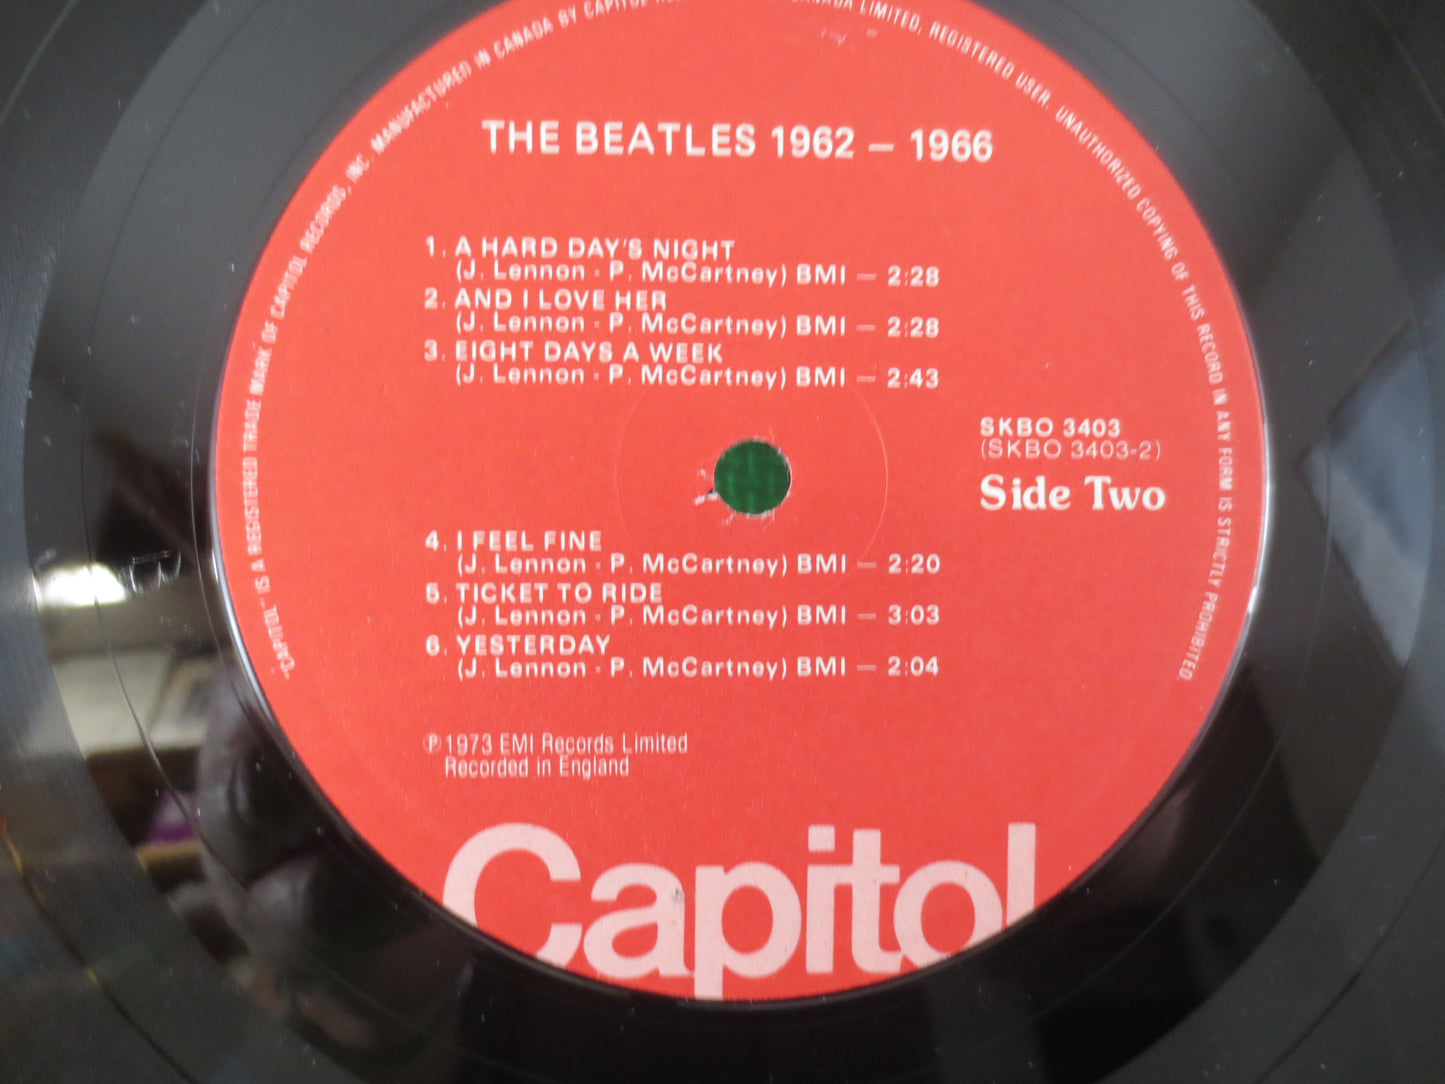 THE BEATLES 1962 – 1966
1. A HARD DAY'S NIGHT
(J. Lennon - P. McCartney) BMI – 2:28
2. AND I LOVE HER
(J. Lennon - P. McCartney) BMI – 2:28
3. EIGHT DAYS A WEEK
(J. Lennon - P. McCartney) BMI – 2:43
SKBO 3403
(SKBO 3403-2)
Side Two
4. I FEEL FINE
(J. Lennon - P. McCartney) BMI – 2:20
5. TICKET TO RIDE
(J. Lennon - P. McCartney) BMI – 3:03
6. YESTERDAY
(J. Lennon - P. McCartney) BMI – 2:04
℗ 1973 EMI Records Limited
Recorded in England
Capitol
"CAPITOL" IS A REGISTERED TRADE MARK OF CAPITOL RECORDS, INC. MANUFACTURED IN CANADA BY CAPITOL CANADA LIMITED, REGISTERED USER. UNAUTHORIZED COPYING OF THIS RECORD IN ANY FORM IS STRICTLY PROHIBITED.